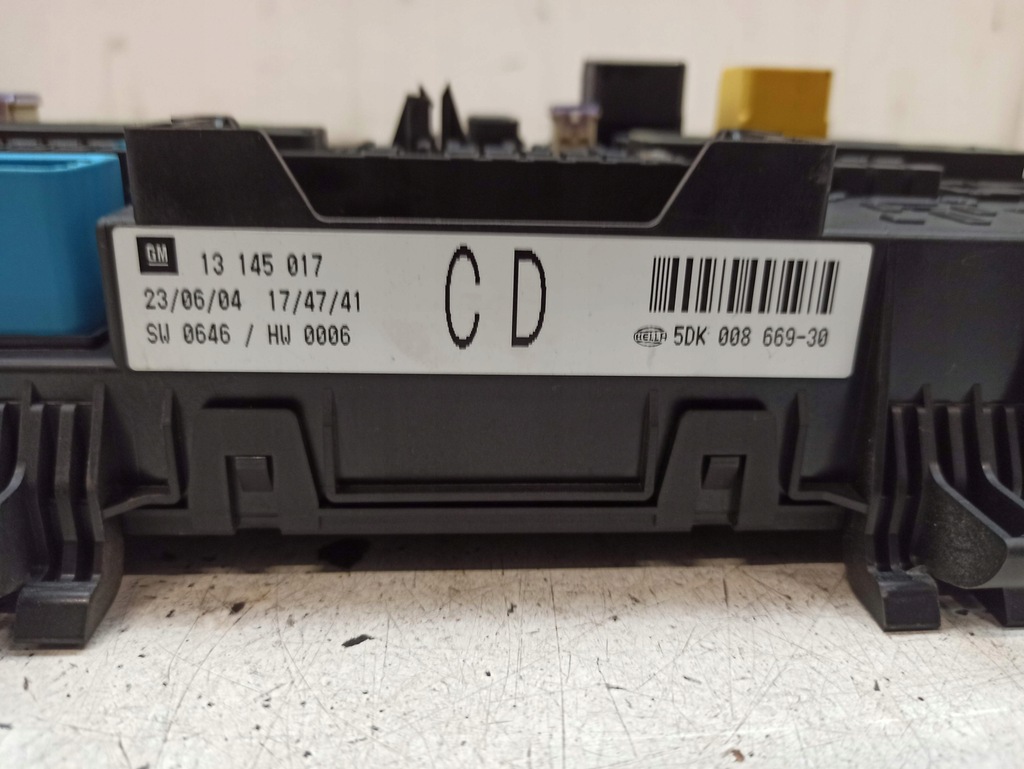 GM 13 145 017
23/06/04 17/47/41
SW 0646 / HW 0006
C D
HELLA 5DK 008 669-30